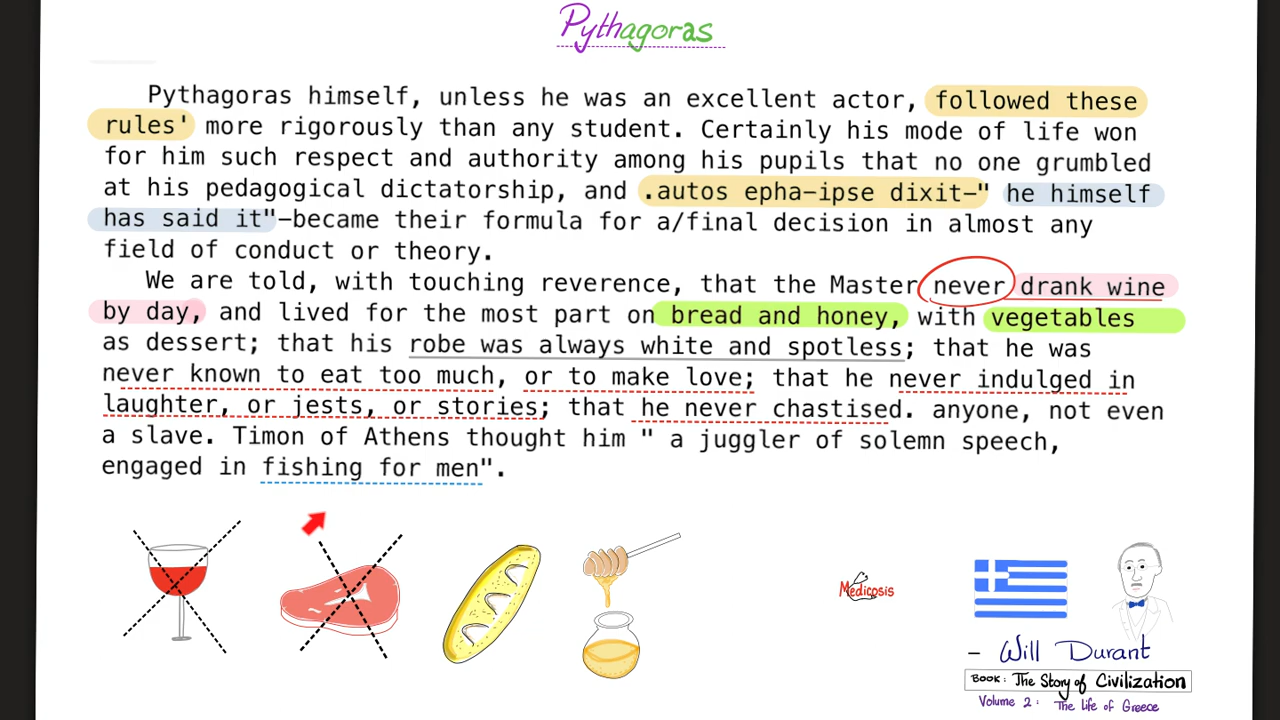 Pythagoras
Pythagoras himself, unless he was an excellent actor, followed these
rules' more rigorously than any student. Certainly his mode of life won
for him such respect and authority among his pupils that no one grumbled
at his pedagogical dictatorship, and .autos epha—ipse dixit—" he himself
has said it"—became their formula for a/final decision in almost any
field of conduct or theory.
We are told, with touching reverence, that the Master never drank wine
by day, and lived for the most part on bread and honey, with vegetables
as dessert; that his robe was always white and spotless; that he was
never known to eat too much, or to make love; that he never indulged in
laughter, or jests, or stories; that he never chastised. anyone, not even
a slave. Timon of Athens thought him " a juggler of solemn speech,
engaged in fishing for men".
Medicosis
– Will Durant
BOOK: The Story of Civilization
Volume 2: The Life of Greece